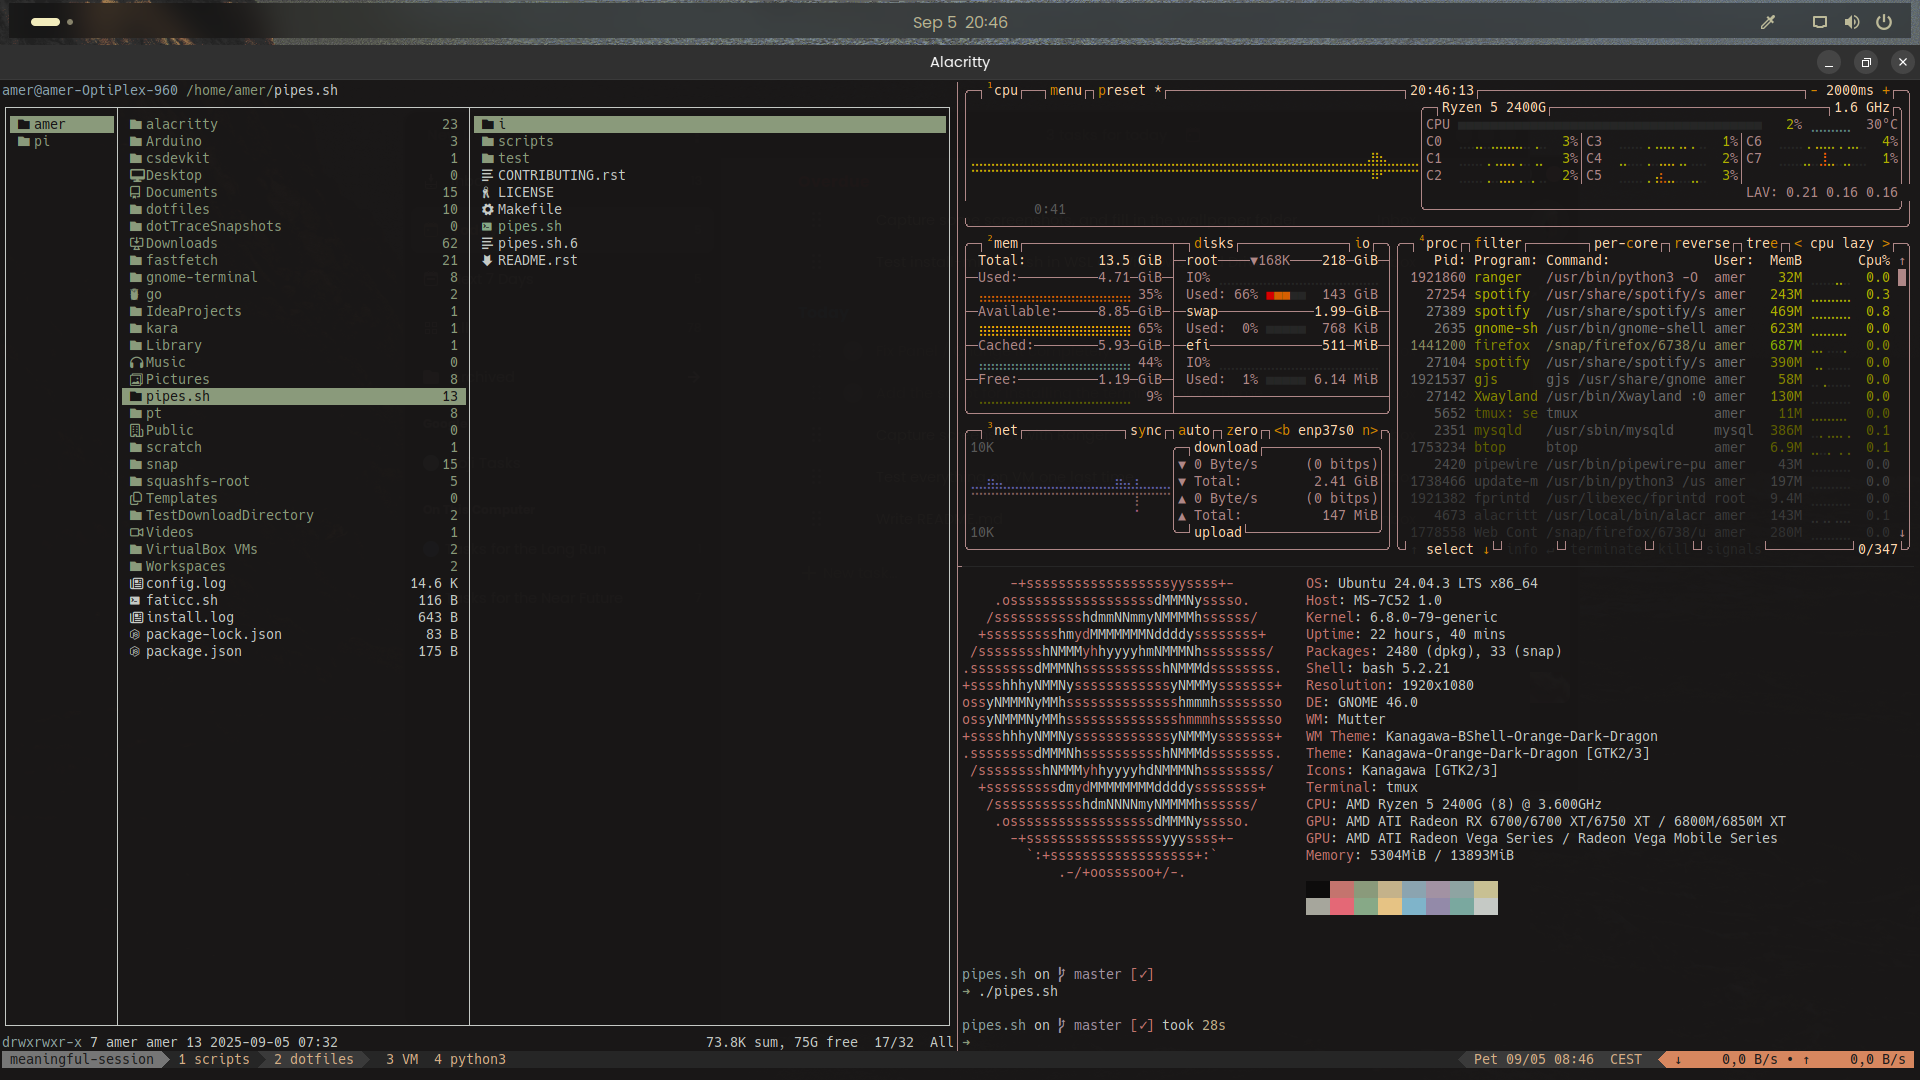 Sep 5 20:46
Alacritty
amer@amer-OptiPlex-960 /home/amer/pipes.sh
amer
pi
alacritty 23
Arduino 3
csdevkit 1
Desktop 0
Documents 15
dotfiles 10
dotTraceSnapshots 0
Downloads 62
fastfetch 21
gnome-terminal 8
go 2
IdeaProjects 1
kara 1
Library 1
Music 0
Pictures 8
pipes.sh 13
pt 8
Public 0
scratch 1
snap 15
squashfs-root 5
Templates 0
TestDownloadDirectory 2
Videos 1
VirtualBox VMs 2
Workspaces 2
config.log 14.6 K
faticc.sh 116 B
install.log 643 B
package-lock.json 83 B
package.json 175 B
i
scripts
test
CONTRIBUTING.rst
LICENSE
Makefile
pipes.sh
pipes.sh.6
README.rst
drwxrwxr-x 7 amer amer 13 2025-09-05 07:32 73.8K sum, 75G free 17/32 All
1cpu menu preset * 20:46:13 - 2000ms +
Ryzen 5 2400G 1.6 GHz
CPU 2% 30°C
C0 3% C3 1% C6 4%
C1 3% C4 2% C7 1%
C2 2% C5 3%
LAV: 0.21 0.16 0.16
0:41
2mem disks io
Total: 13.5 GiB root ▼168K 218 GiB
Used: 4.71 GiB IO%
35% Used: 66% 143 GiB
Available: 8.85 GiB swap 1.99 GiB
65% Used: 0% 768 KiB
Cached: 5.93 GiB efi 511 MiB
44% IO%
Free: 1.19 GiB Used: 1% 6.14 MiB
9%
3net sync auto zero <b enp37s0 n>
10K download
▼ 0 Byte/s (0 bitps)
▼ Total: 2.41 GiB
▲ 0 Byte/s (0 bitps)
▲ Total: 147 MiB
10K upload
4proc filter per-core reverse tree < cpu lazy >
Pid: Program: Command: User: MemB Cpu% ↑
1921860 ranger /usr/bin/python3 -O amer 32M 0.0
27254 spotify /usr/share/spotify/s amer 243M 0.3
27389 spotify /usr/share/spotify/s amer 469M 0.8
2635 gnome-sh /usr/bin/gnome-shell amer 623M 0.0
1441200 firefox /snap/firefox/6738/u amer 687M 0.0
27104 spotify /usr/share/spotify/s amer 390M 0.0
1921537 gjs gjs /usr/share/gnome amer 58M 0.0
27142 Xwayland /usr/bin/Xwayland :0 amer 130M 0.0
5652 tmux: se tmux amer 11M 0.0
2351 mysqld /usr/sbin/mysqld mysql 386M 0.1
1753234 btop btop amer 6.9M 0.1
2420 pipewire /usr/bin/pipewire-pu amer 43M 0.0
1738466 update-m /usr/bin/python3 /us amer 197M 0.0
1921382 fprintd /usr/libexec/fprintd root 9.4M 0.0
4673 alacritt /usr/local/bin/alacr amer 143M 0.1
1778558 Web Cont /snap/firefox/6738/u amer 280M 0.0 ↓
select ↓ info terminate kill signals 0/347
-+ssssssssssssssssssyyssss+-
.ossssssssssssssssssdMMMNysssso.
/ssssssssssshdmmNNmmyNMMMMhssssss/
+ssssssssshmydMMMMMMMNddddyssssssss+
/sssssssshNMMMyhhyyyyhmNMMMNhssssssss/
.ssssssssdMMMNhsssssssssshNMMMdssssssss.
+sssshhhyNMMNyssssssssssssyNMMMysssssss+
ossyNMMMNyMMhsssssssssssssshmmmhssssssso
ossyNMMMNyMMhsssssssssssssshmmmhssssssso
+sssshhhyNMMNyssssssssssssyNMMMysssssss+
.ssssssssdMMMNhsssssssssshNMMMdssssssss.
/sssssssshNMMMyhhyyyyhdNMMMNhssssssss/
+sssssssssdmydMMMMMMMMddddyssssssss+
/ssssssssssshdmNNNNmyNMMMMhssssss/
.ossssssssssssssssssdMMMNysssso.
-+sssssssssssssssssyyyssss+-
`:+ssssssssssssssssss+:`
.-/+oossssoo+/-.
OS: Ubuntu 24.04.3 LTS x86_64
Host: MS-7C52 1.0
Kernel: 6.8.0-79-generic
Uptime: 22 hours, 40 mins
Packages: 2480 (dpkg), 33 (snap)
Shell: bash 5.2.21
Resolution: 1920x1080
DE: GNOME 46.0
WM: Mutter
WM Theme: Kanagawa-BShell-Orange-Dark-Dragon
Theme: Kanagawa-Orange-Dark-Dragon [GTK2/3]
Icons: Kanagawa [GTK2/3]
Terminal: tmux
CPU: AMD Ryzen 5 2400G (8) @ 3.600GHz
GPU: AMD ATI Radeon RX 6700/6700 XT/6750 XT / 6800M/6850M XT
GPU: AMD ATI Radeon Vega Series / Radeon Vega Mobile Series
Memory: 5304MiB / 13893MiB
pipes.sh on master [✓]
→ ./pipes.sh
pipes.sh on master [✓] took 28s
→
meaningful-session 1 scripts 2 dotfiles 3 VM 4 python3 Pet 09/05 08:46 CEST ↓ 0,0 B/s • ↑ 0,0 B/s